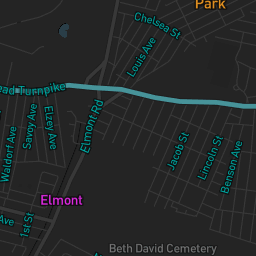 Park
Chelsea St
Louis Ave
ead Turnpike
Elmont Rd
Elzey Ave
Savoy Ave
Waldorf Ave
Jacob St
Lincoln St
Benson Ave
Elmont
Ave
1st St
Beth David Cemetery